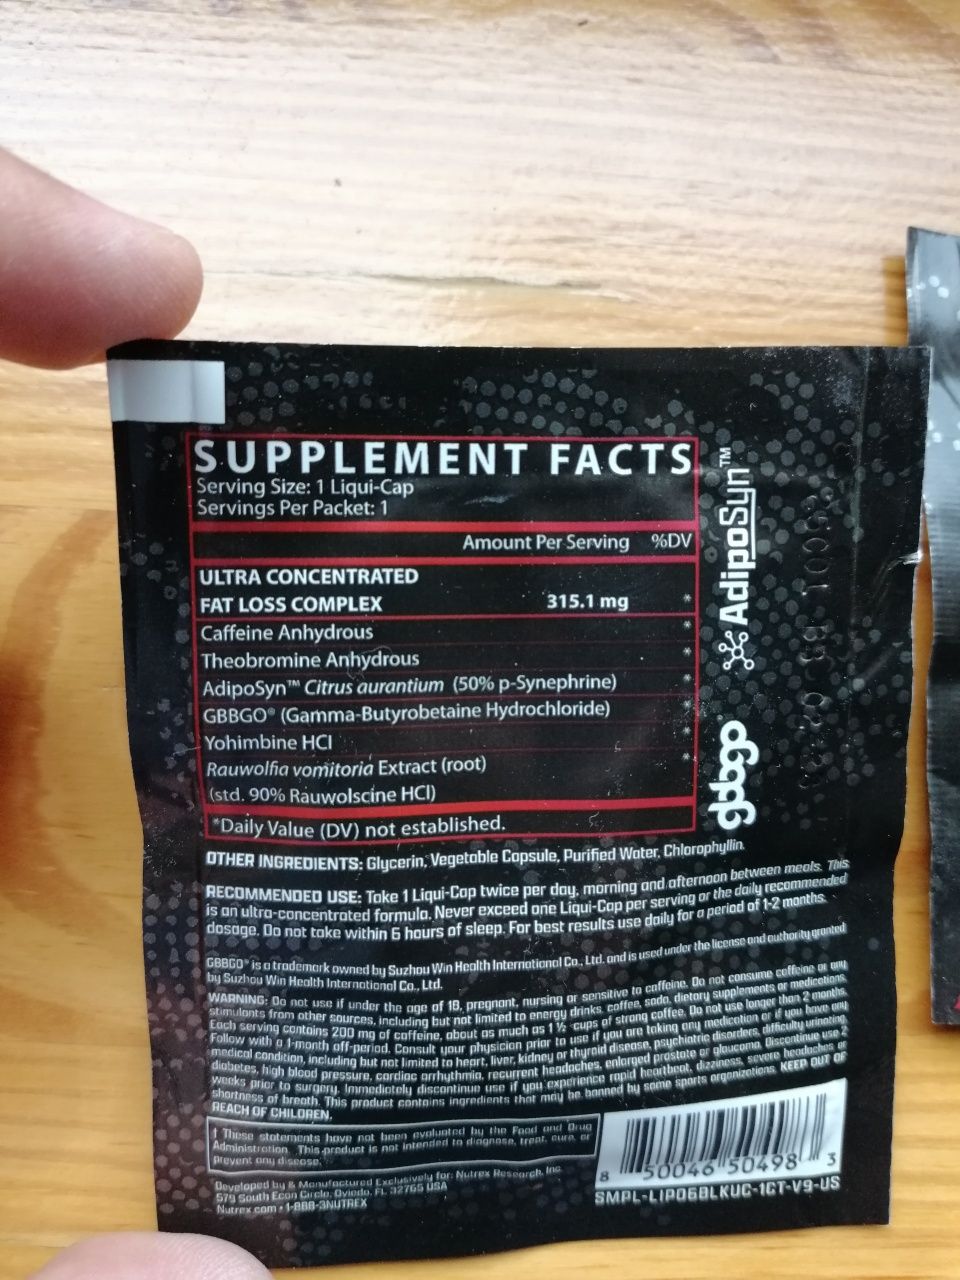 SUPPLEMENT FACTS
Serving Size: 1 Liqui-Cap
Servings Per Packet: 1
Amount Per Serving %DV
ULTRA CONCENTRATED
FAT LOSS COMPLEX 315.1 mg *
Caffeine Anhydrous *
Theobromine Anhydrous *
AdipoSyn™ Citrus aurantium (50% p-Synephrine) *
GBBGO® (Gamma-Butyrobetaine Hydrochloride) *
Yohimbine HCl *
Rauwolfia vomitoria Extract (root) *
(std. 90% Rauwolscine HCl)
*Daily Value (DV) not established.
AdipoSyn™
gbbgo
OTHER INGREDIENTS: Glycerin, Vegetable Capsule, Purified Water, Chlorophyllin.
RECOMMENDED USE: Take 1 Liqui-Cap twice per day, morning and afternoon between meals. This
is an ultra-concentrated formula. Never exceed one Liqui-Cap per serving or the daily recommended
dosage. Do not take within 6 hours of sleep. For best results use daily for a period of 1-2 months.
GBBGO® is a trademark owned by Suzhou Win Health International Co., Ltd. and is used under the license and authority granted
by Suzhou Win Health International Co., Ltd.
WARNING: Do not use if under the age of 18, pregnant, nursing or sensitive to caffeine. Do not consume caffeine or any
stimulants from other sources, including but not limited to energy drinks, coffee, soda, dietary supplements or medications.
Each serving contains 200 mg of caffeine, about as much as 1 ½ -cups of strong coffee. Do not use longer than 2 months.
Follow with a 1-month off-period. Consult your physician prior to use if you are taking any medication or if you have any
medical condition, including but not limited to heart, liver, kidney or thyroid disease, psychiatric disorders, difficulty urinating,
diabetes, high blood pressure, cardiac arrhythmia, recurrent headaches, enlarged prostate or glaucoma. Discontinue use 2
weeks prior to surgery. Immediately discontinue use if you experience rapid heartbeat, dizziness, severe headaches or
shortness of breath. This product contains ingredients that may be banned by some sports organizations. KEEP OUT OF
REACH OF CHILDREN.
† These statements have not been evaluated by the Food and Drug
Administration. This product is not intended to diagnose, treat, cure, or
prevent any disease.
Developed by & Manufactured Exclusively for: Nutrex Research, Inc.
579 South Econ Circle, Oviedo, FL 32765 USA
Nutrex.com • 1-888-3NUTREX
8 50046 50498 3
SMPL-LIPO6BLKUC-1CT-V9-US